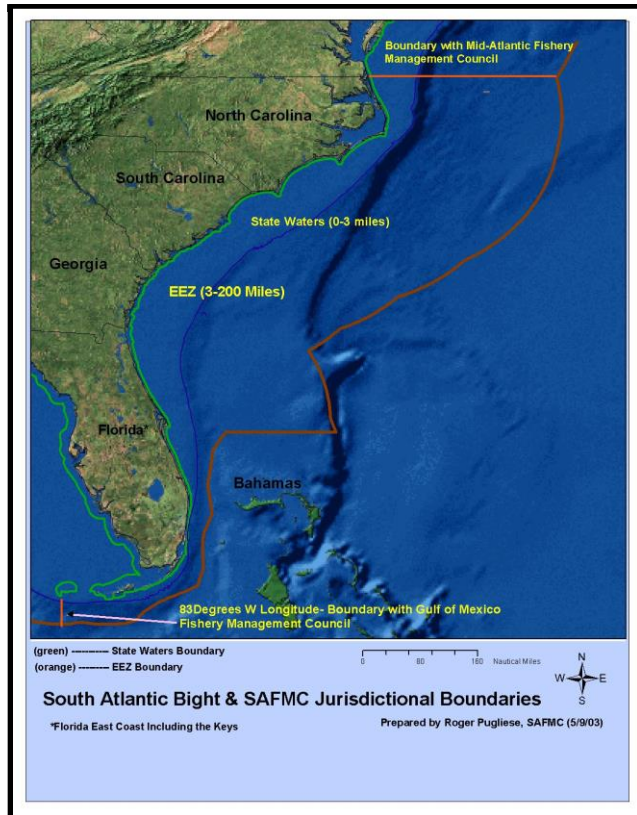 Boundary with Mid-Atlantic Fishery
Management Council
North Carolina
South Carolina
State Waters (0-3 miles)
Georgia
EEZ (3-200 Miles)
Florida*
Bahamas
83Degrees W Longitude- Boundary with Gulf of Mexico
Fishery Management Council
(green) ----------- State Waters Boundary
(orange) --------- EEZ Boundary
0 80 160 Nautical Miles
N
W E
S
South Atlantic Bight & SAFMC Jurisdictional Boundaries
*Florida East Coast Including the Keys
Prepared by Roger Pugliese, SAFMC (5/9/03)